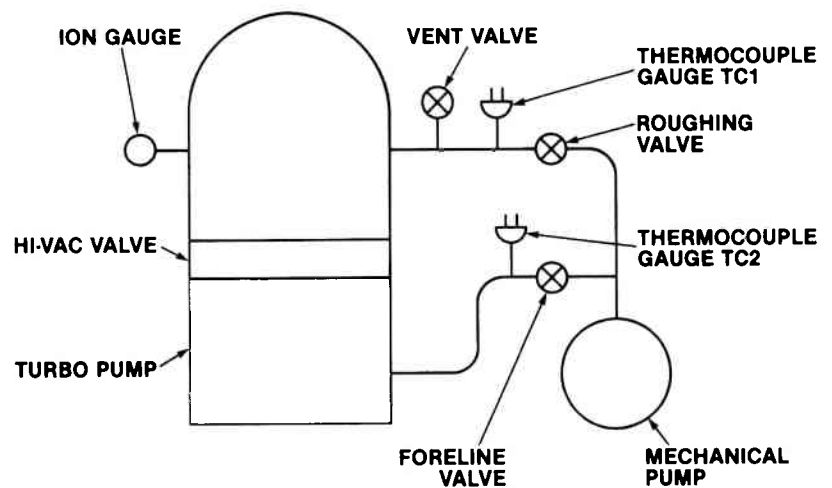 ION GAUGE
VENT VALVE
THERMOCOUPLE
GAUGE TC1
ROUGHING
VALVE
HI-VAC VALVE
THERMOCOUPLE
GAUGE TC2
TURBO PUMP
FORELINE
VALVE
MECHANICAL
PUMP